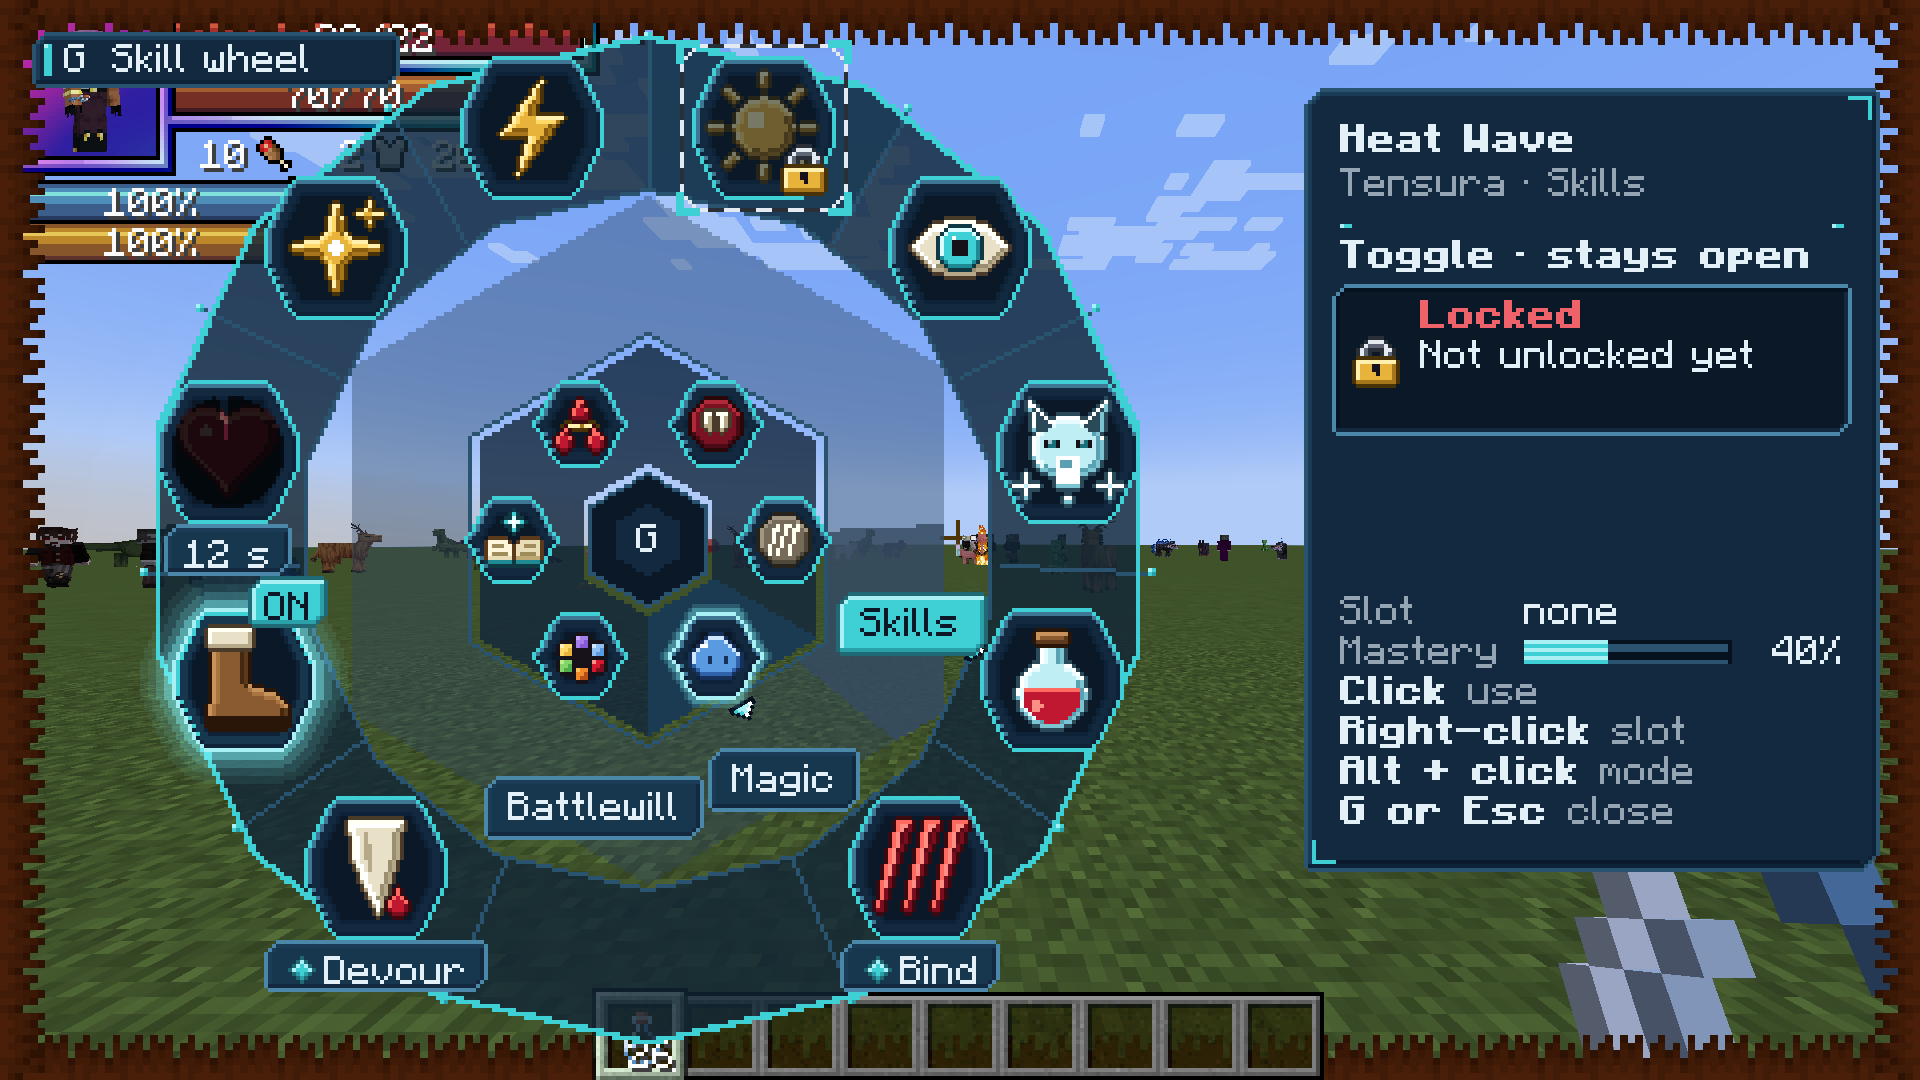 G Skill wheel
70/70
10
100%
100%
12 s
ON
G
Skills
Magic
Battlewill
Devour
Bind
26
Heat Wave
Tensura · Skills
Toggle · stays open
Locked
Not unlocked yet
Slot none
Mastery 40%
Click use
Right-click slot
Alt + click mode
G or Esc close